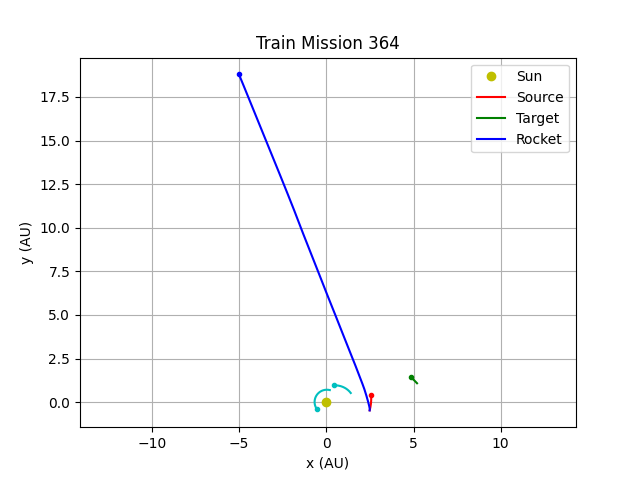 Train Mission 364
Sun
Source
Target
Rocket
17.5
15.0
12.5
10.0
7.5
5.0
2.5
0.0
y (AU)
−10
−5
0
5
10
x (AU)